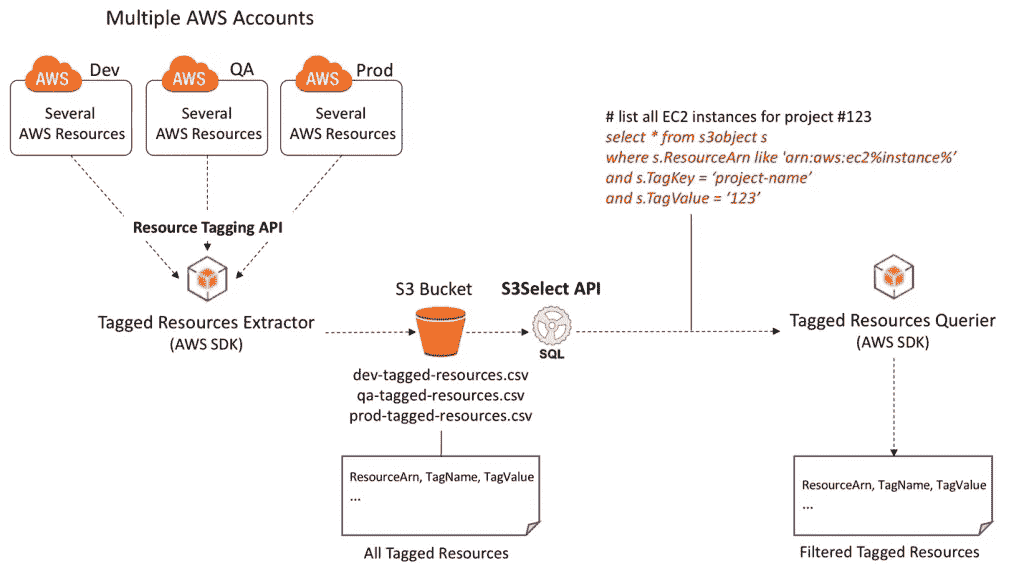 Multiple AWS Accounts
AWS Dev
AWS QA
AWS Prod
Several
AWS Resources
Several
AWS Resources
Several
AWS Resources
Resource Tagging API
Tagged Resources Extractor
(AWS SDK)
S3 Bucket
dev-tagged-resources.csv
qa-tagged-resources.csv
prod-tagged-resources.csv
ResourceArn, TagName, TagValue
...
All Tagged Resources
S3Select API
SQL
# list all EC2 instances for project #123
select * from s3object s
where s.ResourceArn like 'arn:aws:ec2%instance%’
and s.TagKey = ‘project-name’
and s.TagValue = ‘123’
Tagged Resources Querier
(AWS SDK)
ResourceArn, TagName, TagValue
...
Filtered Tagged Resources